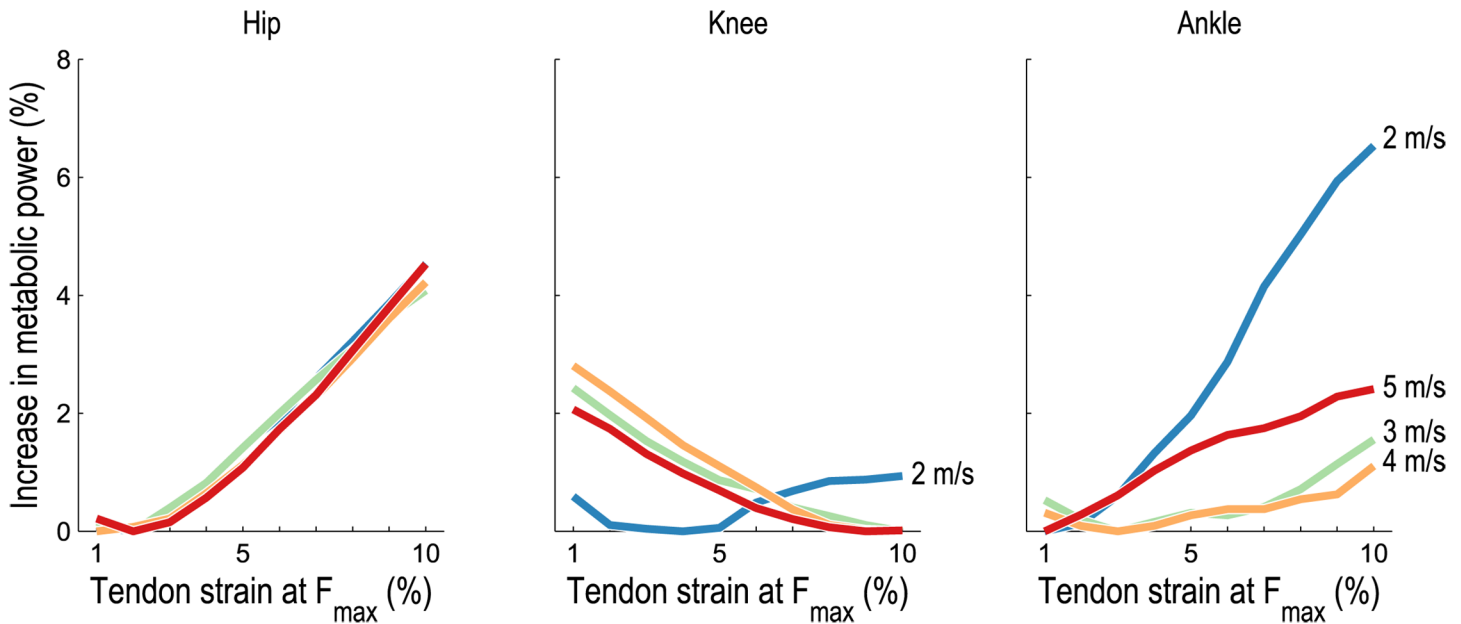 Hip
Knee
Ankle
Increase in metabolic power (%)
8
6
4
2
0
1
5
10
Tendon strain at Fmax (%)
2 m/s
1
5
10
Tendon strain at Fmax (%)
2 m/s
5 m/s
3 m/s
4 m/s
1
5
10
Tendon strain at Fmax (%)